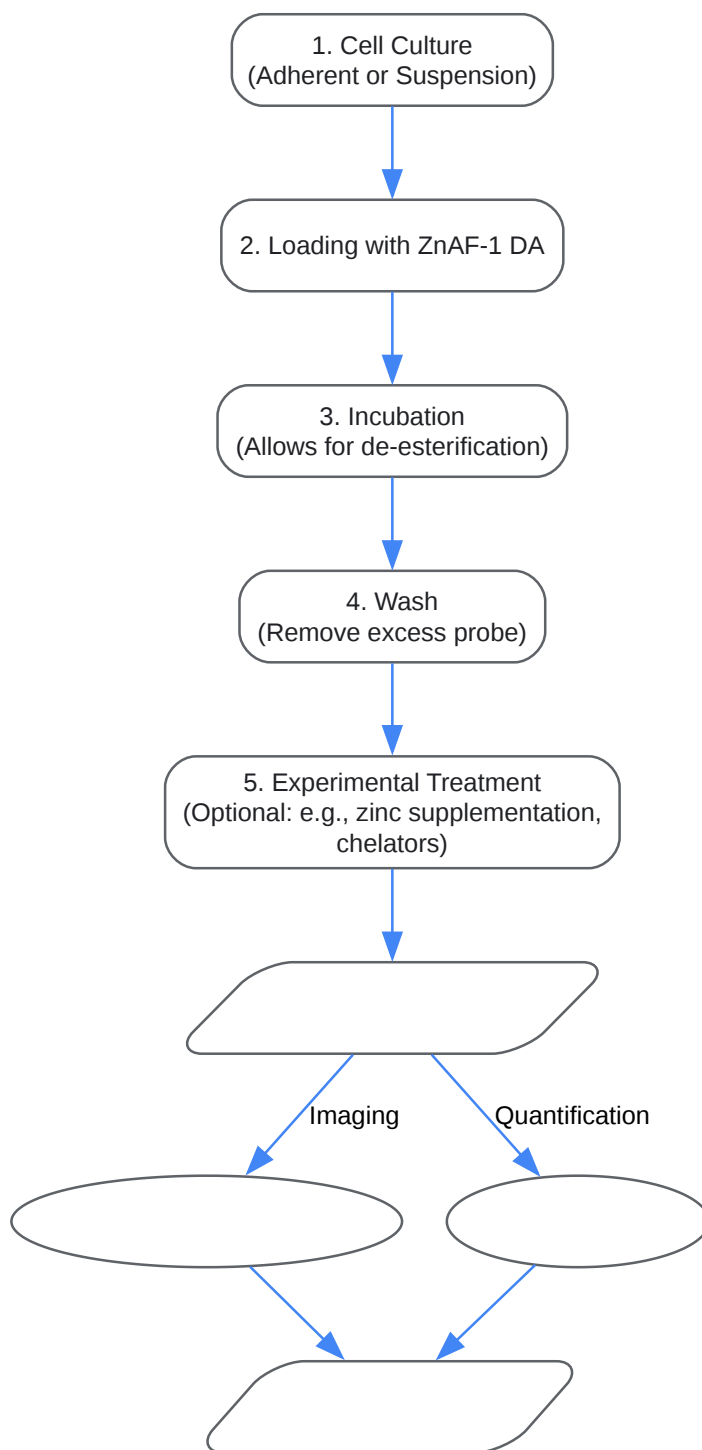 1. Cell Culture
(Adherent or Suspension)
2. Loading with ZnAF-1 DA
3. Incubation
(Allows for de-esterification)
4. Wash
(Remove excess probe)
5. Experimental Treatment
(Optional: e.g., zinc supplementation,
chelators)
Imaging
Quantification